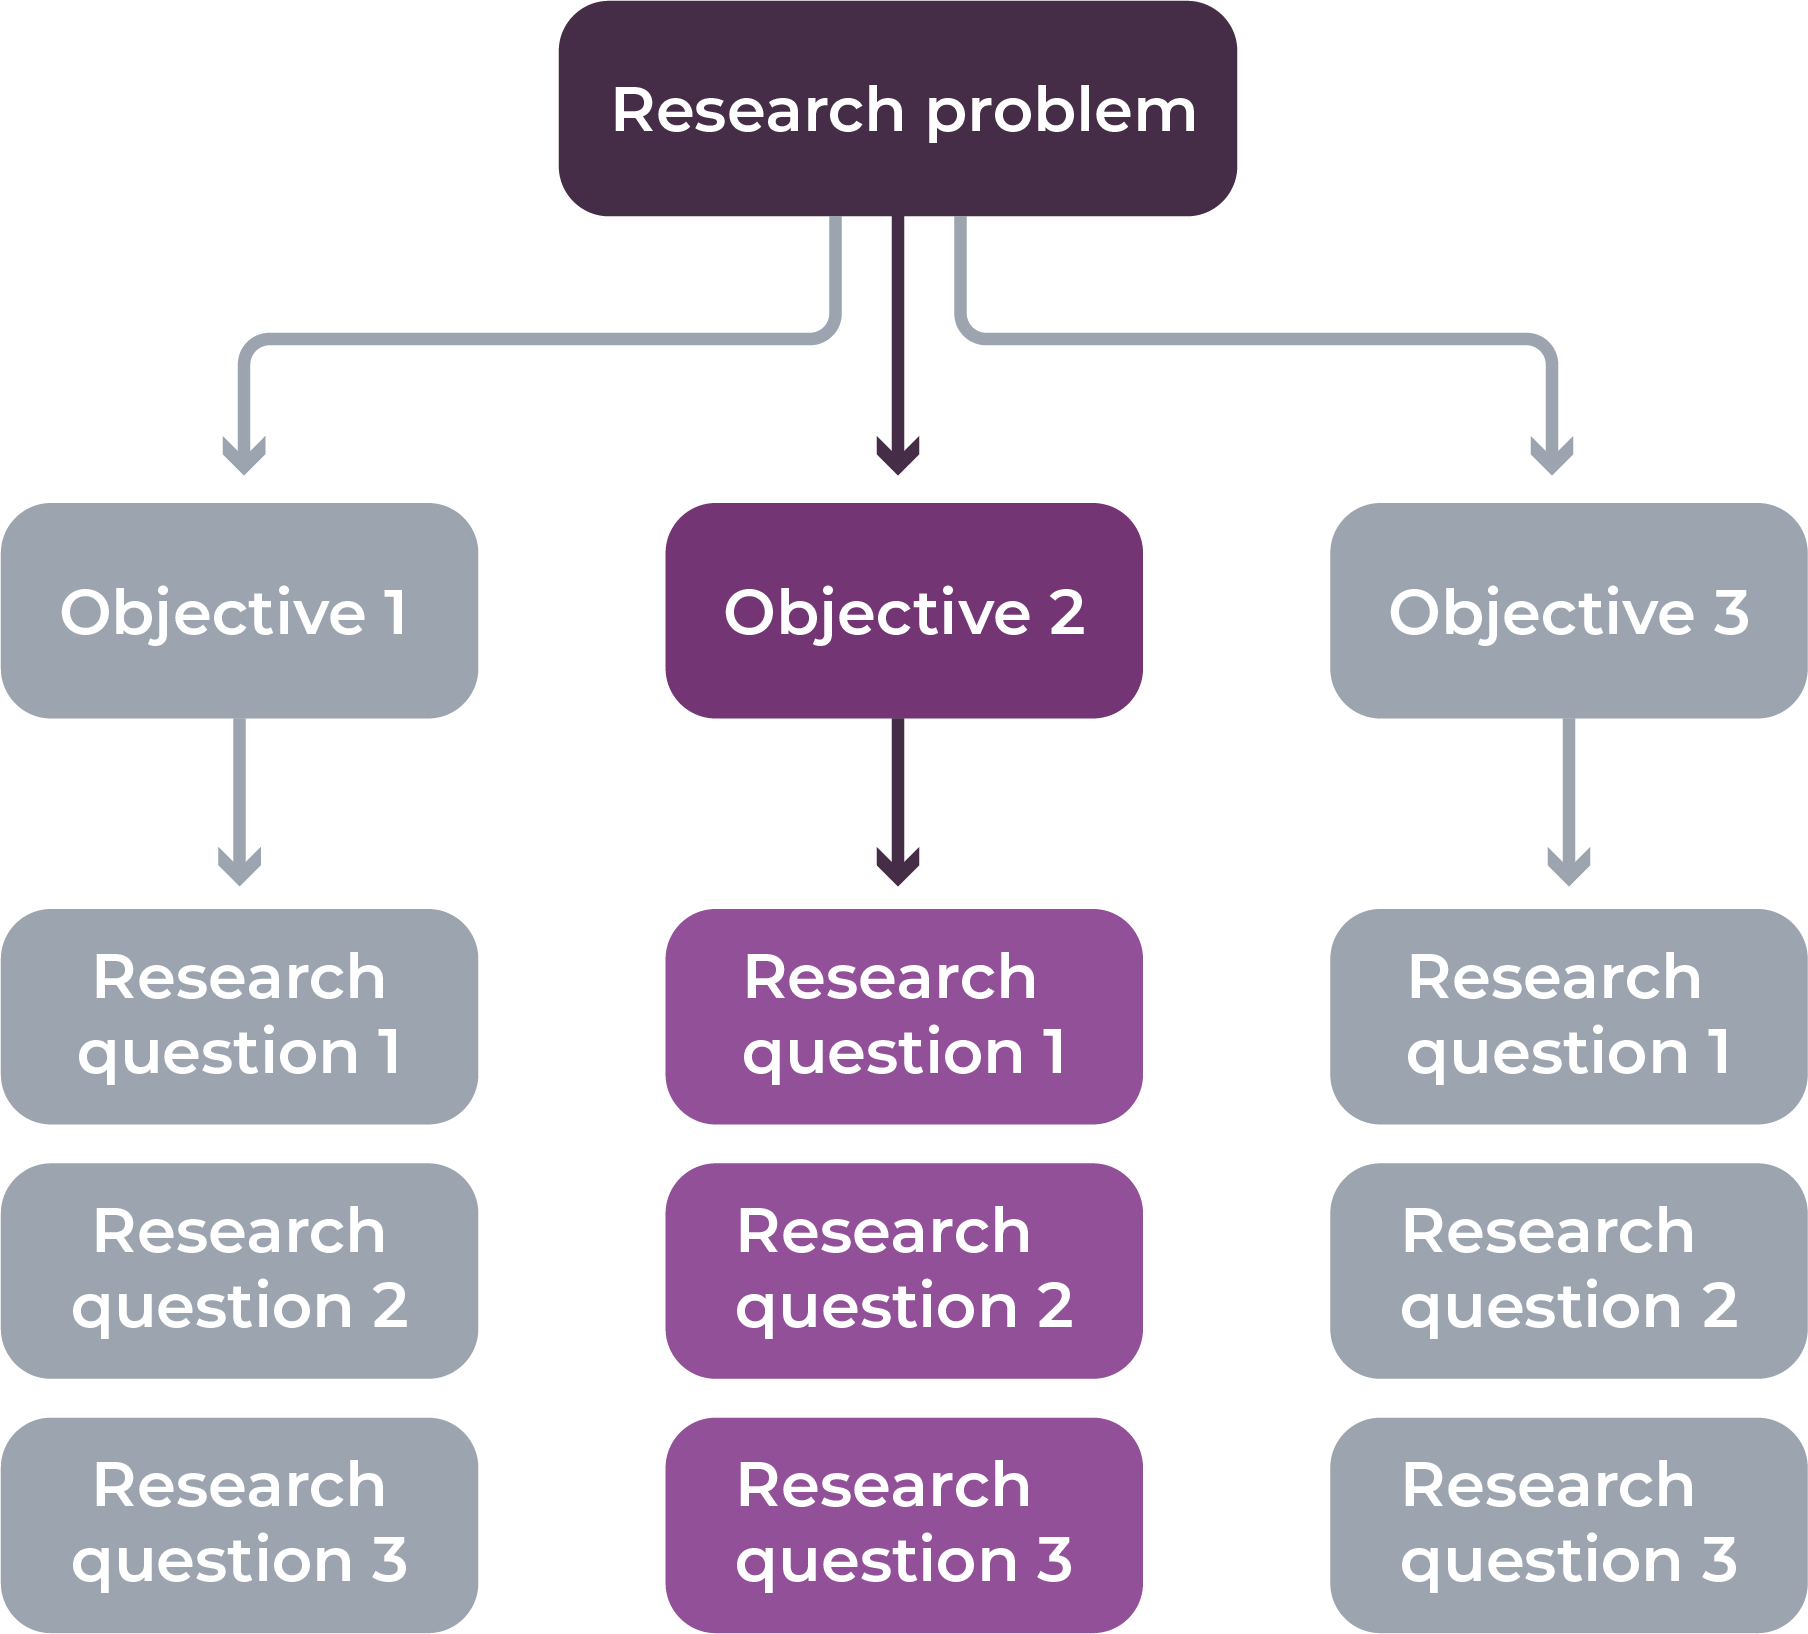 Research problem
Objective 1
Objective 2
Objective 3
Research
question 1
Research
question 1
Research
question 1
Research
question 2
Research
question 2
Research
question 2
Research
question 3
Research
question 3
Research
question 3